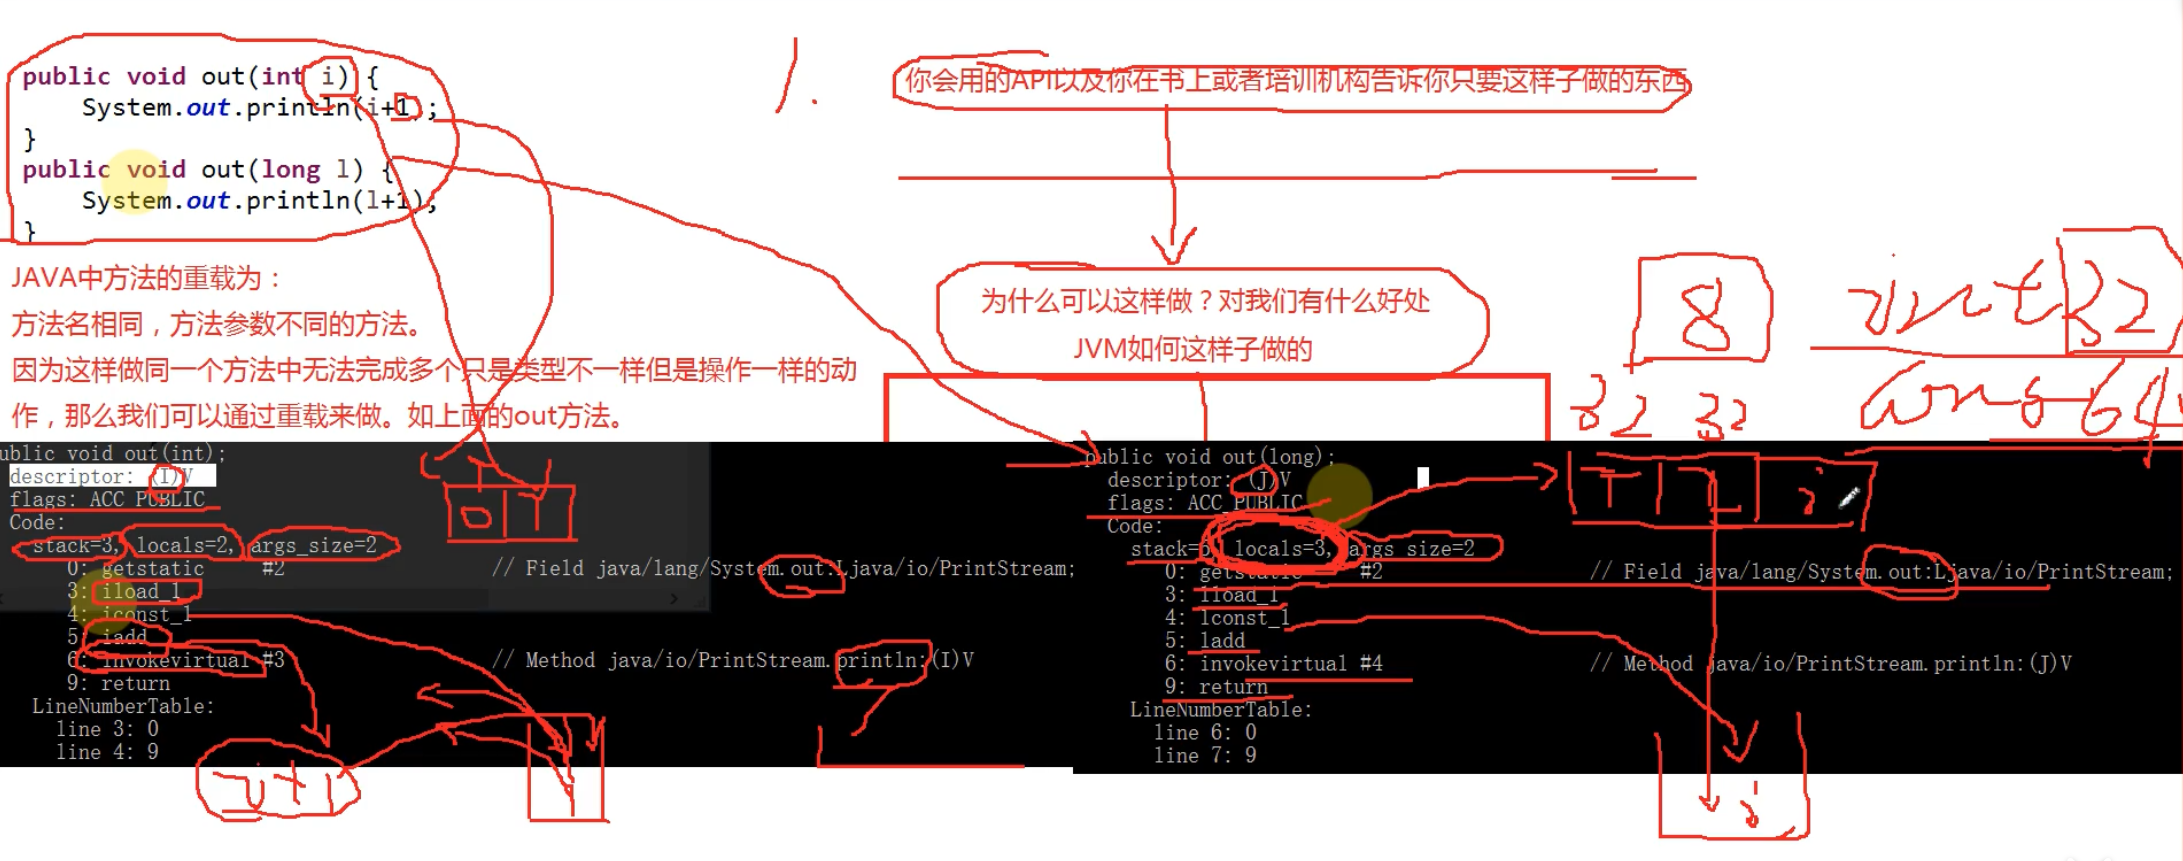 public void out(int i) {
System.out.println(i+1);
}
public void out(long l) {
System.out.println(l+1);
}
JAVA中方法的重载为：
方法名相同，方法参数不同的方法。
因为这样做同一个方法中无法完成多个只是类型不一样但是操作一样的动
作，那么我们可以通过重载来做。如上面的out方法。
你会用的API以及你在书上或者培训机构告诉你只要这样子做的东西
为什么可以这样做？对我们有什么好处
JVM如何这样子做的
8
int 32
32 32
long 64
ublic void out(int);
descriptor: (I)V
flags: ACC_PUBLIC
Code:
stack=3, locals=2, args_size=2
0: getstatic #2 // Field java/lang/System.out:Ljava/io/PrintStream;
3: iload_1
4: iconst_1
5: iadd
6: invokevirtual #3 // Method java/io/PrintStream.println:(I)V
9: return
LineNumberTable:
line 3: 0
line 4: 9
i+1
public void out(long);
descriptor: (J)V
flags: ACC_PUBLIC
Code:
stack=5, locals=3, args_size=2
0: getstatic #2 // Field java/lang/System.out:Ljava/io/PrintStream;
3: lload_1
4: lconst_1
5: ladd
6: invokevirtual #4 // Method java/io/PrintStream.println:(J)V
9: return
LineNumberTable:
line 6: 0
line 7: 9